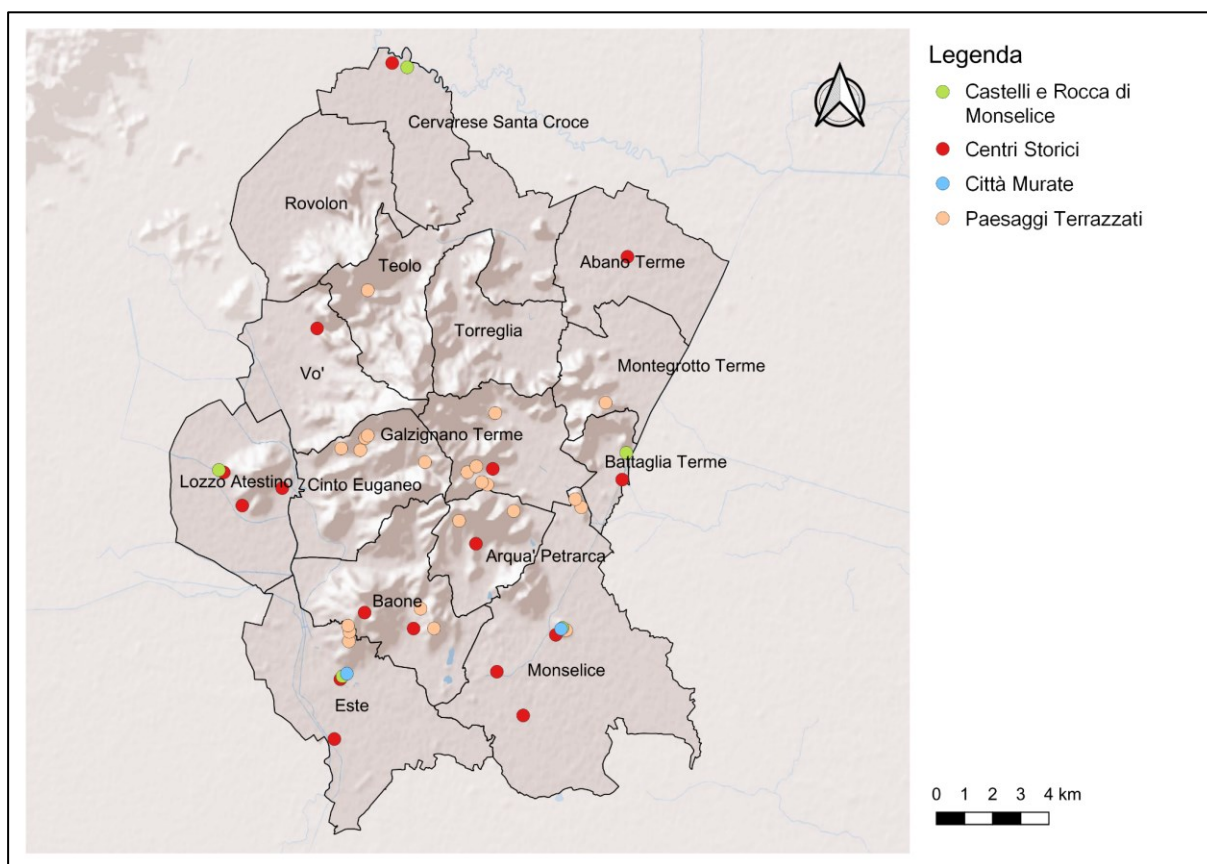 Legenda
Castelli e Rocca di
Monselice
Centri Storici
Città Murate
Paesaggi Terrazzati
Cervarese Santa Croce
Rovolon
Teolo
Abano Terme
Torreglia
Montegrotto Terme
Vo'
Galzignano Terme
Battaglia Terme
Lozzo Atestino
Cinto Euganeo
Arqua' Petrarca
Baone
Monselice
Este
0 1 2 3 4 km